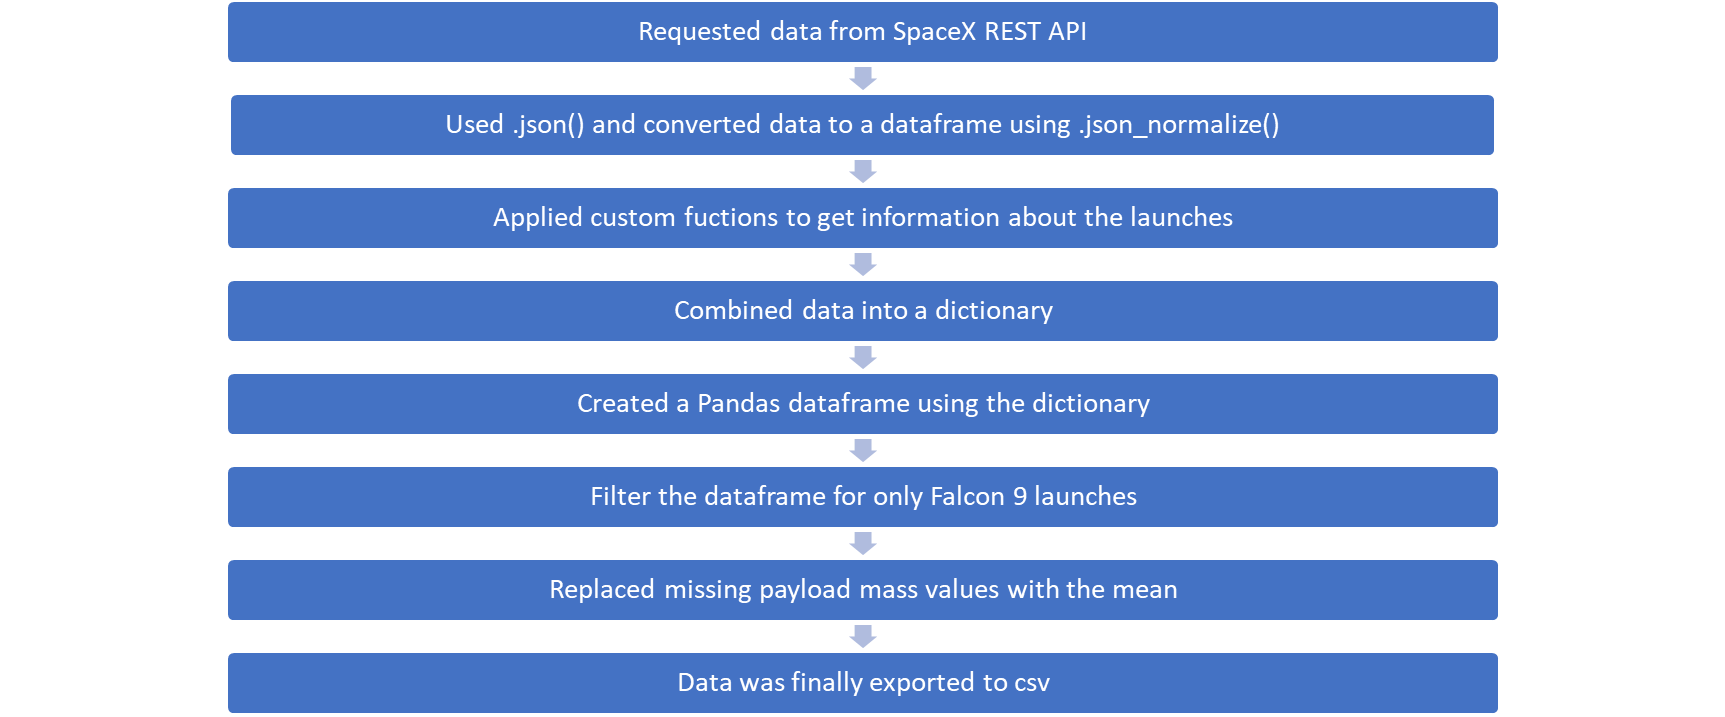 Requested data from SpaceX REST API
Used .json() and converted data to a dataframe using .json_normalize()
Applied custom fuctions to get information about the launches
Combined data into a dictionary
Created a Pandas dataframe using the dictionary
Filter the dataframe for only Falcon 9 launches
Replaced missing payload mass values with the mean
Data was finally exported to csv